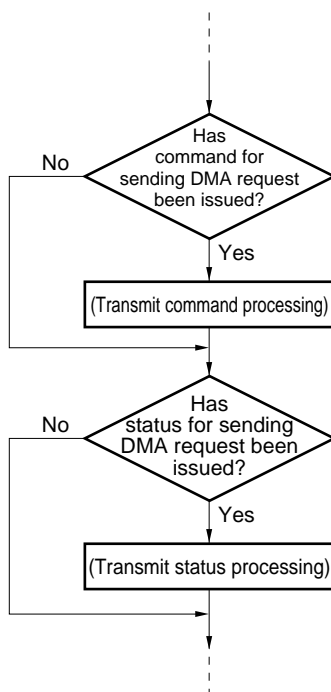 Has
command for
sending DMA request
been issued?
No
Yes
(Transmit command processing)
Has
status for sending
DMA request been
issued?
No
Yes
(Transmit status processing)